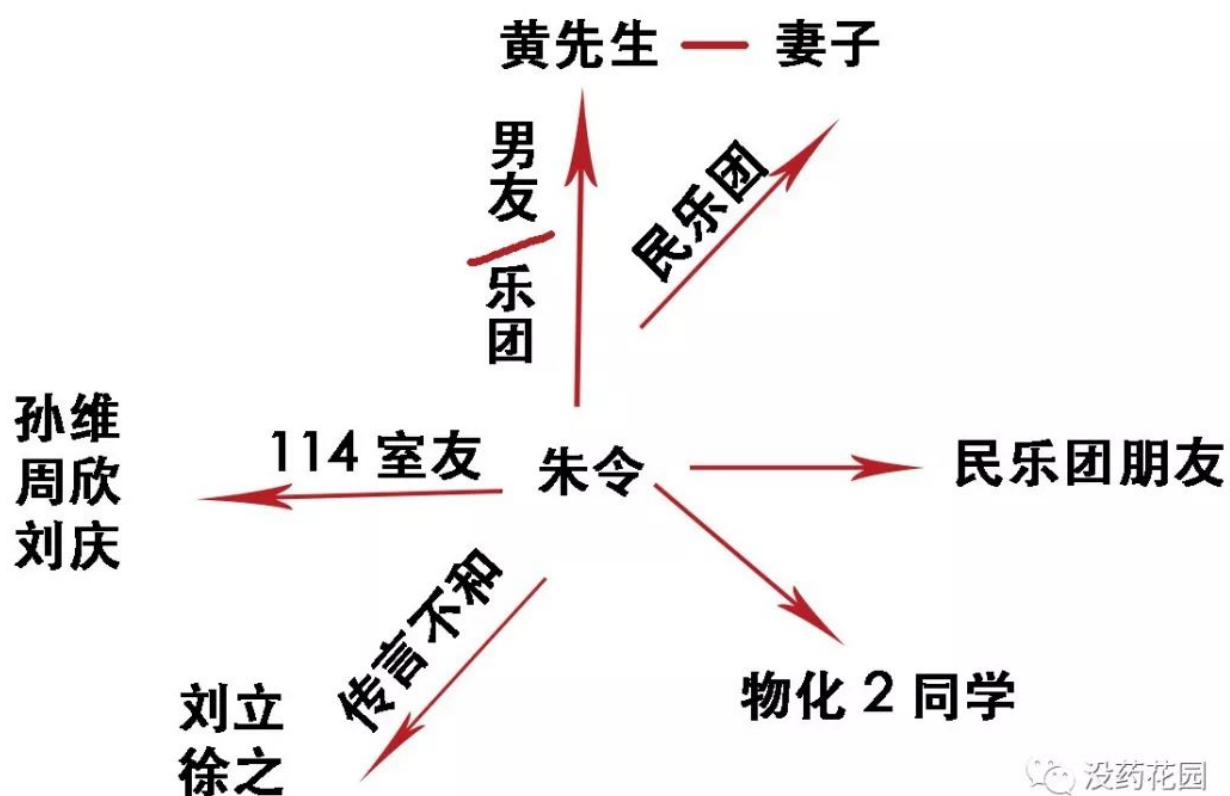 黄先生 — 妻子
男友
乐团
民乐团
孙维
周欣
刘庆
114 室友
朱令
民乐团朋友
传言不和
刘立
徐之
物化 2 同学
没药花园